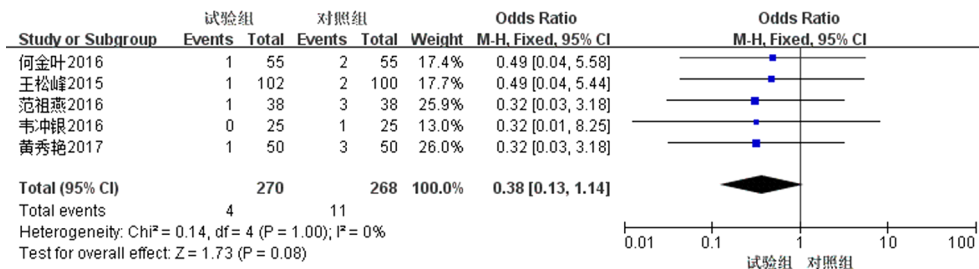 试验组 对照组 Odds Ratio Odds Ratio
Study or Subgroup Events Total Events Total Weight M-H, Fixed, 95% CI M-H, Fixed, 95% CI
何金叶2016 1 55 2 55 17.4% 0.49 [0.04, 5.58]
王松峰2015 1 102 2 100 17.7% 0.49 [0.04, 5.44]
范祖燕2016 1 38 3 38 25.9% 0.32 [0.03, 3.18]
韦冲银2016 0 25 1 25 13.0% 0.32 [0.01, 8.25]
黄秀艳2017 1 50 3 50 26.0% 0.32 [0.03, 3.18]
Total (95% CI) 270 268 100.0% 0.38 [0.13, 1.14]
Total events 4 11
Heterogeneity: Chi² = 0.14, df = 4 (P = 1.00); I² = 0%
Test for overall effect: Z = 1.73 (P = 0.08)
0.01 0.1 1 10 100
试验组 对照组